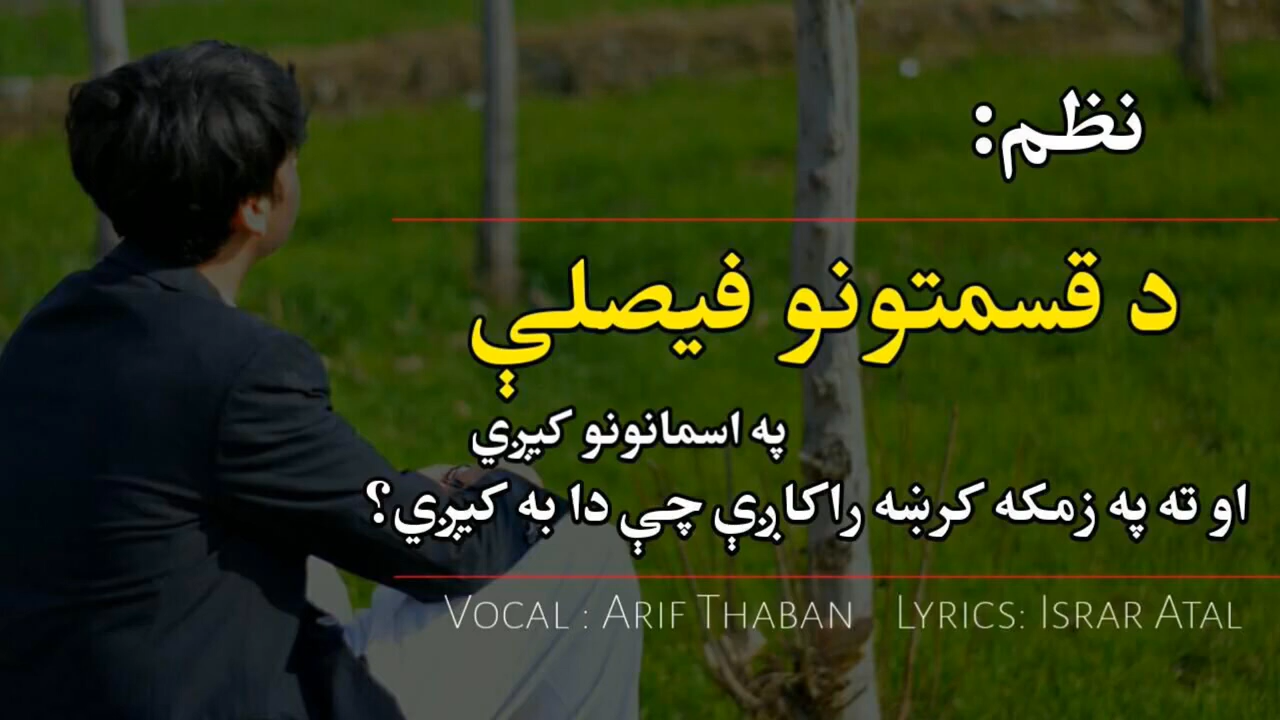 نظم:
د قسمتونو فيصلې
په اسمانونو کيږي
او ته په زمکه کرښه راکاږې چې دا به کيږي؟
VOCAL : ARIF THABAN LYRICS: ISRAR ATAL